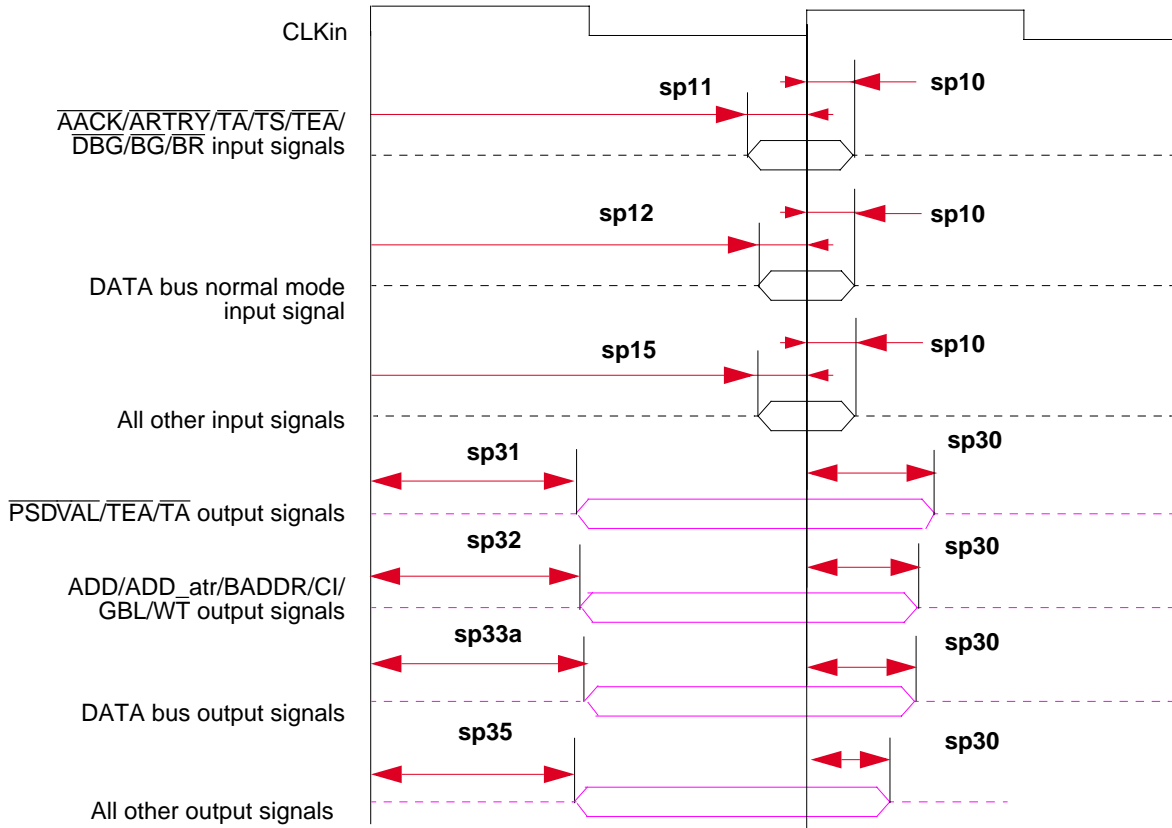 CLKin
sp11
sp10
AACK/ARTRY/TA/TS/TEA/
DBG/BG/BR input signals
sp12
sp10
DATA bus normal mode
input signal
sp15
sp10
All other input signals
sp31
sp30
PSDVAL/TEA/TA output signals
sp32
sp30
ADD/ADD_atr/BADDR/CI/
GBL/WT output signals
sp33a
sp30
DATA bus output signals
sp35
sp30
All other output signals